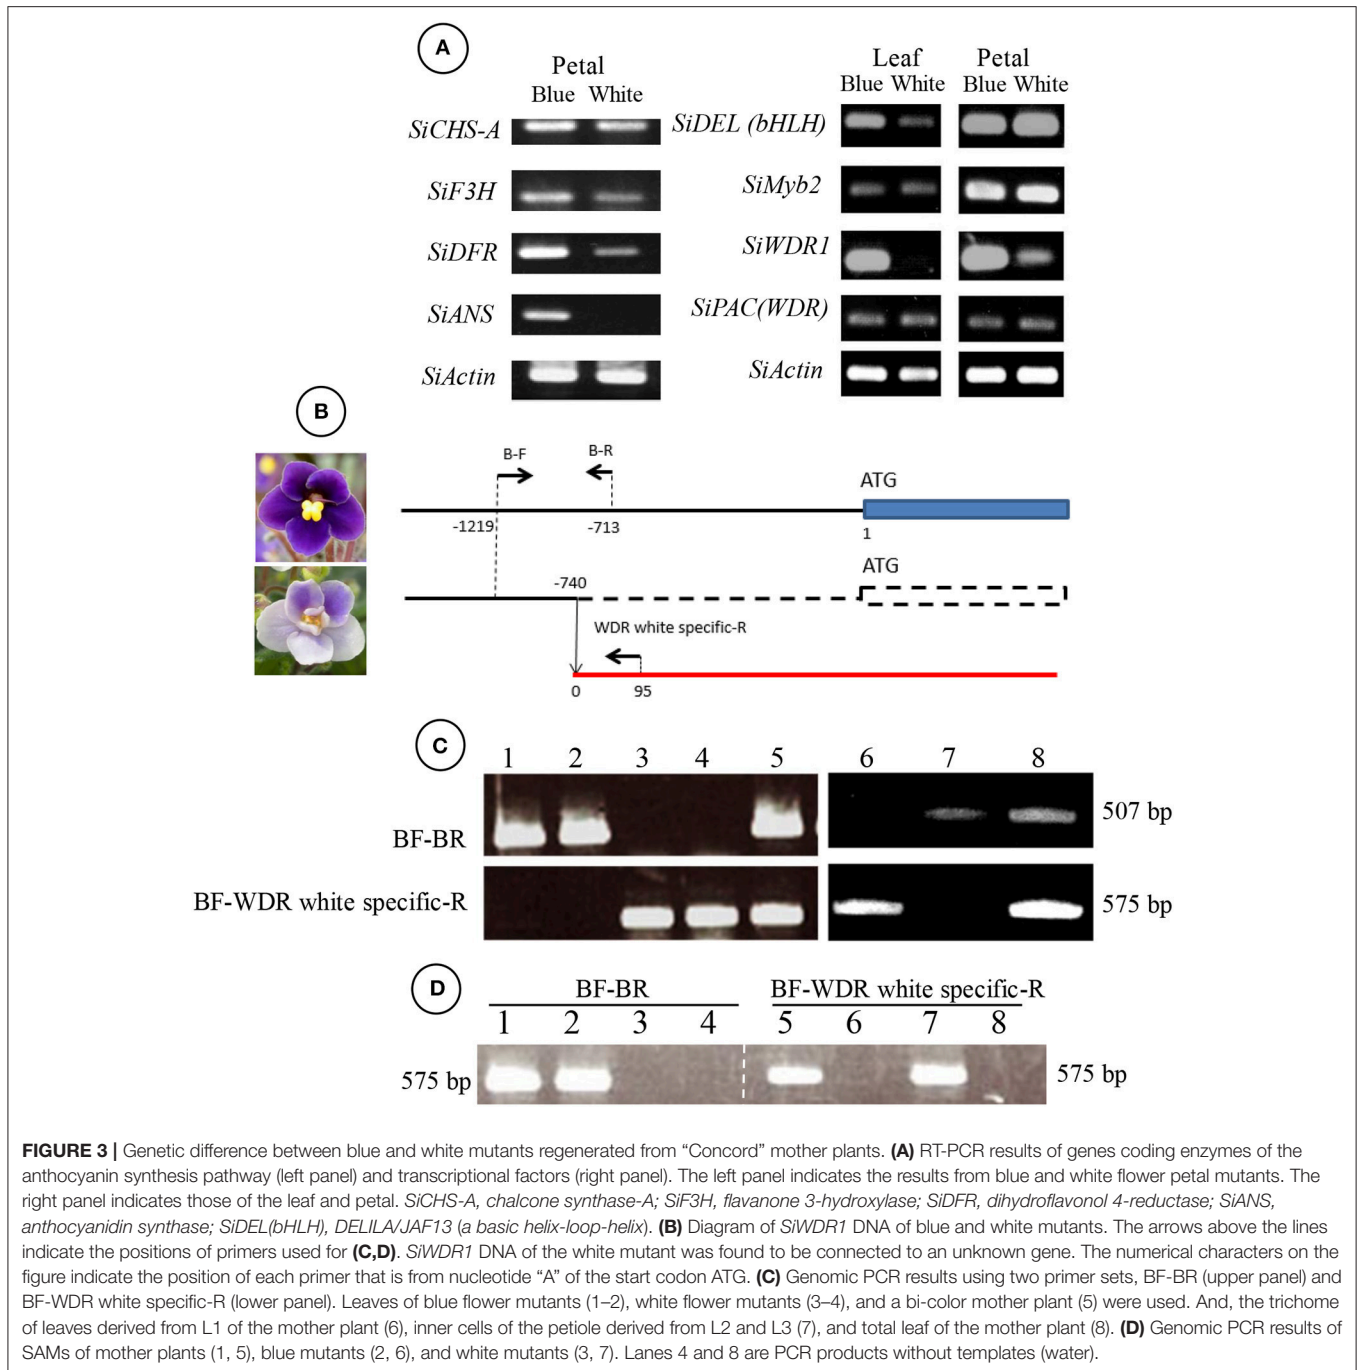 A
Petal
Blue White
SiCHS-A
SiF3H
SiDFR
SiANS
SiActin
Leaf Petal
Blue White Blue White
SiDEL (bHLH)
SiMyb2
SiWDR1
SiPAC(WDR)
SiActin
B
B-F B-R
ATG
-1219 -713 1
-740 ATG
WDR white specific-R
0 95
C
1 2 3 4 5 6 7 8
BF-BR 507 bp
BF-WDR white specific-R 575 bp
D
BF-BR BF-WDR white specific-R
1 2 3 4 5 6 7 8
575 bp 575 bp
FIGURE 3 | Genetic difference between blue and white mutants regenerated from “Concord” mother plants. (A) RT-PCR results of genes coding enzymes of the
anthocyanin synthesis pathway (left panel) and transcriptional factors (right panel). The left panel indicates the results from blue and white flower petal mutants. The
right panel indicates those of the leaf and petal. SiCHS-A, chalcone synthase-A; SiF3H, flavanone 3-hydroxylase; SiDFR, dihydroflavonol 4-reductase; SiANS,
anthocyanidin synthase; SiDEL(bHLH), DELILA/JAF13 (a basic helix-loop-helix). (B) Diagram of SiWDR1 DNA of blue and white mutants. The arrows above the lines
indicate the positions of primers used for (C,D). SiWDR1 DNA of the white mutant was found to be connected to an unknown gene. The numerical characters on the
figure indicate the position of each primer that is from nucleotide “A” of the start codon ATG. (C) Genomic PCR results using two primer sets, BF-BR (upper panel) and
BF-WDR white specific-R (lower panel). Leaves of blue flower mutants (1–2), white flower mutants (3–4), and a bi-color mother plant (5) were used. And, the trichome
of leaves derived from L1 of the mother plant (6), inner cells of the petiole derived from L2 and L3 (7), and total leaf of the mother plant (8). (D) Genomic PCR results of
SAMs of mother plants (1, 5), blue mutants (2, 6), and white mutants (3, 7). Lanes 4 and 8 are PCR products without templates (water).